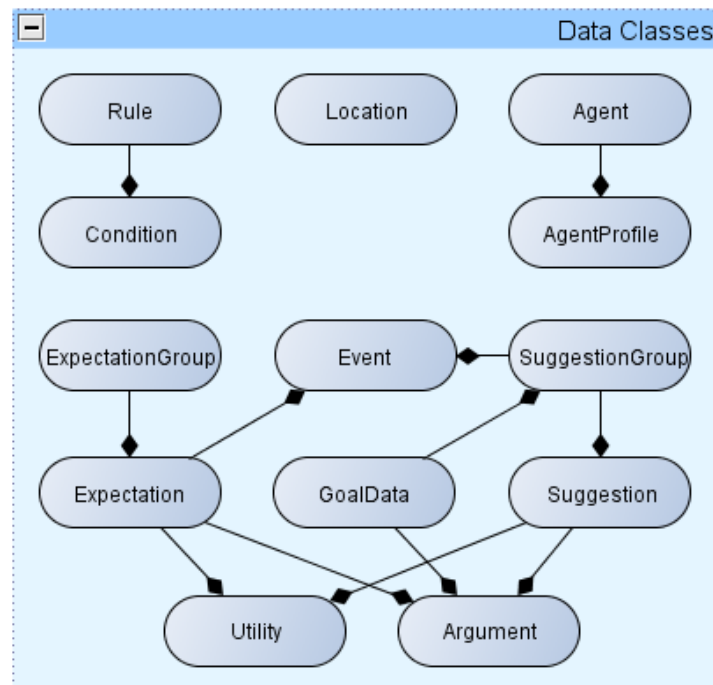 Data Classes
Rule
Location
Agent
Condition
AgentProfile
ExpectationGroup
Event
SuggestionGroup
Expectation
GoalData
Suggestion
Utility
Argument